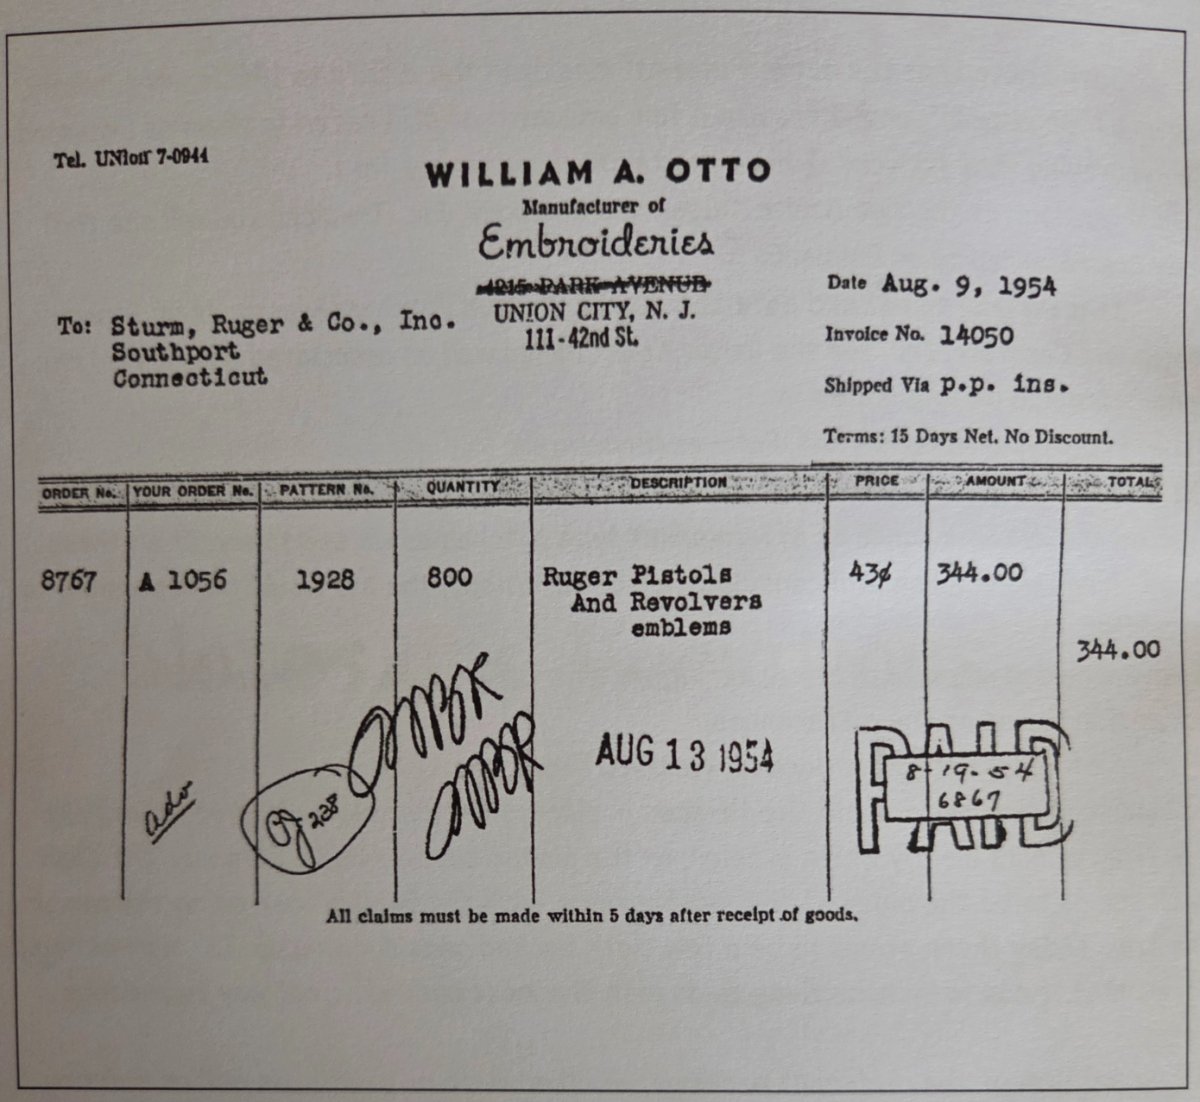 Tel. UNion 7-0944
WILLIAM A. OTTO
Manufacturer of
Embroideries
4215 PARK AVENUE
UNION CITY, N. J.
111-42nd St.
To: Sturm, Ruger & Co., Inc.
Southport
Connecticut
Date Aug. 9, 1954
Invoice No. 14050
Shipped Via p.p. ins.
Terms: 15 Days Net. No Discount.
ORDER No. YOUR ORDER No. PATTERN No. QUANTITY DESCRIPTION PRICE AMOUNT TOTAL
8767 A 1056 1928 800 Ruger Pistols 43¢ 344.00
And Revolvers
emblems
344.00
AUG 13 1954
PAID
8-19-54
6867
adv
238
All claims must be made within 5 days after receipt of goods.